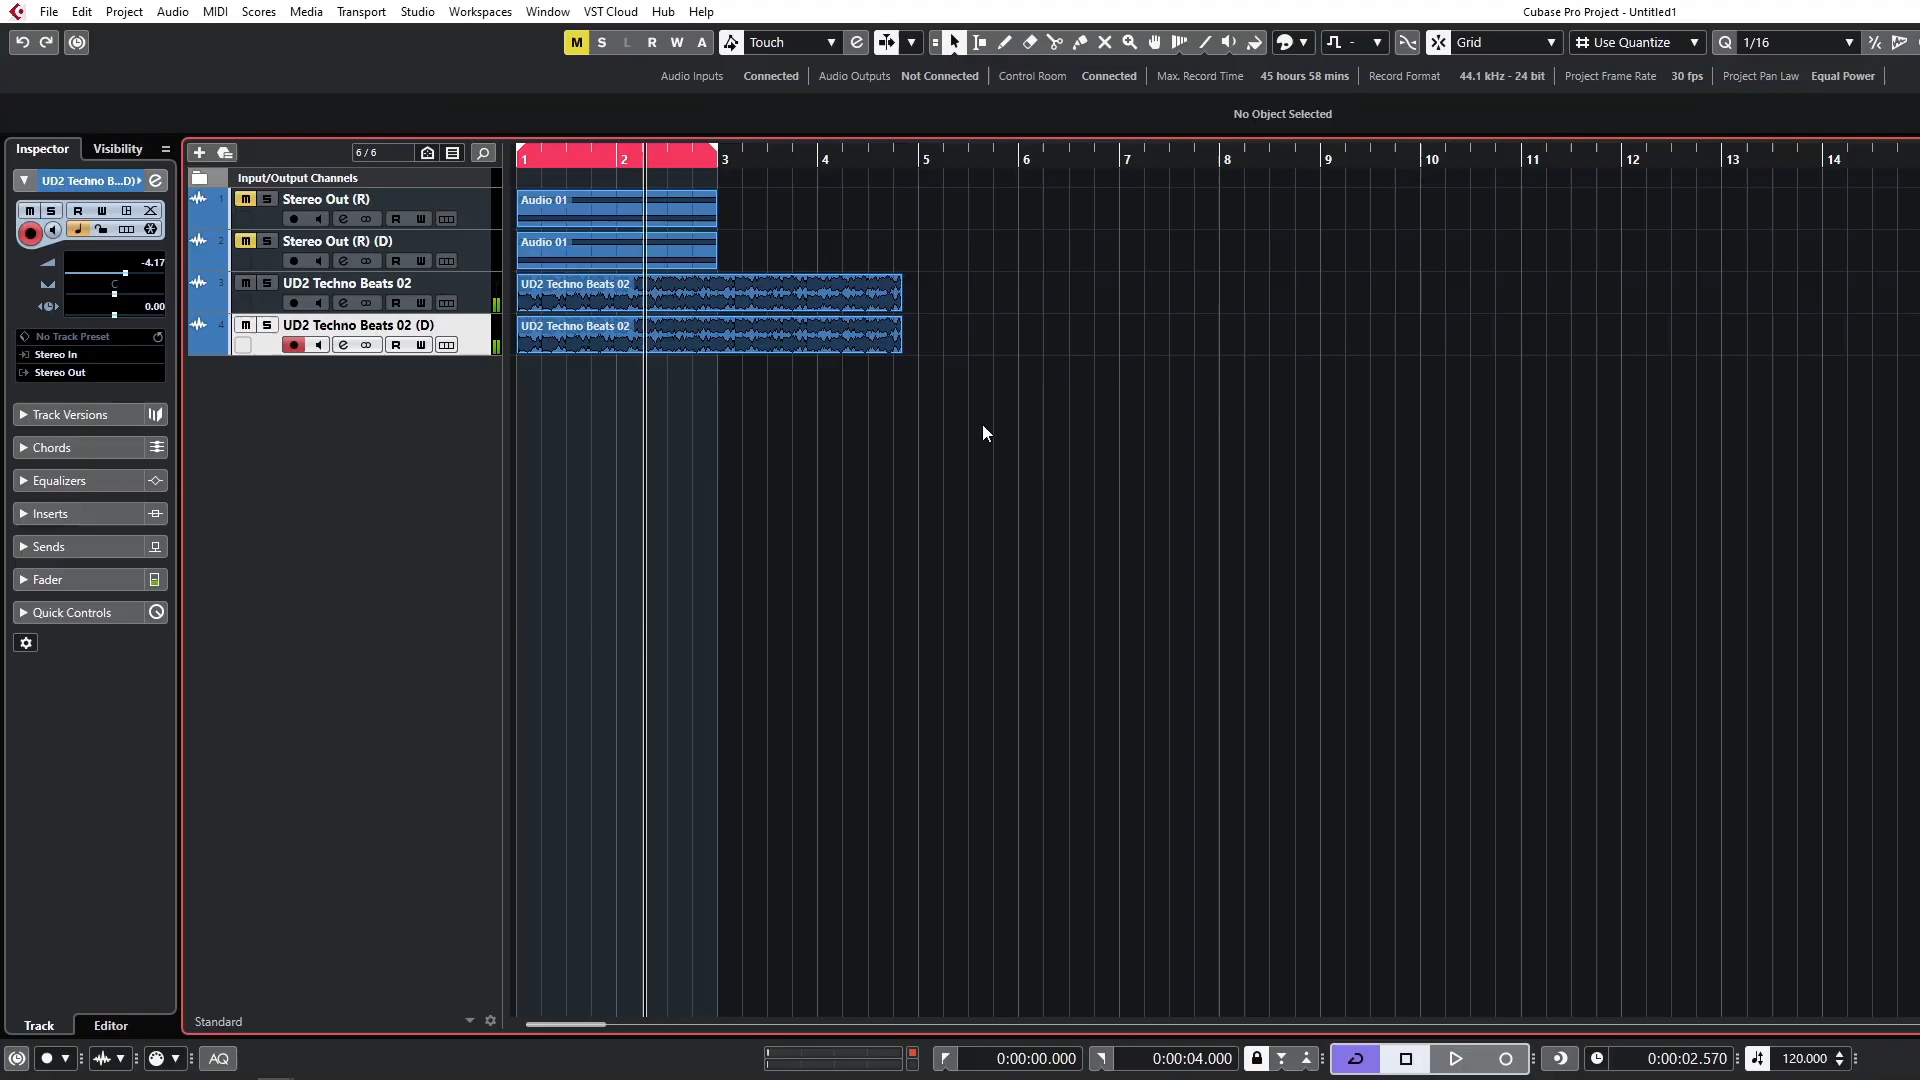 File Edit Project Audio MIDI Scores Media Transport Studio Workspaces Window VST Cloud Hub Help Cubase Pro Project - Untitled1
M S L R W A Touch Grid Use Quantize Q 1/16
Audio Inputs Connected Audio Outputs Not Connected Control Room Connected Max. Record Time 45 hours 58 mins Record Format 44.1 kHz - 24 bit Project Frame Rate 30 fps Project Pan Law Equal Power
No Object Selected
Inspector Visibility
6 / 6
1 2 3 4 5 6 7 8 9 10 11 12 13 14
UD2 Techno B...D)
Input/Output Channels
1 m S Stereo Out (R)
R W
Audio 01
2 m S Stereo Out (R) (D)
R W
Audio 01
3 m S UD2 Techno Beats 02
R W
UD2 Techno Beats 02
4 m S UD2 Techno Beats 02 (D)
R W
UD2 Techno Beats 02
m S R W
-4.17
C
0.00
No Track Preset
Stereo In
Stereo Out
Track Versions
Chords
Equalizers
Inserts
Sends
Fader
Quick Controls
Standard
Track Editor
AQ 0:00:00.000 0:00:04.000 0:00:02.570 120.000